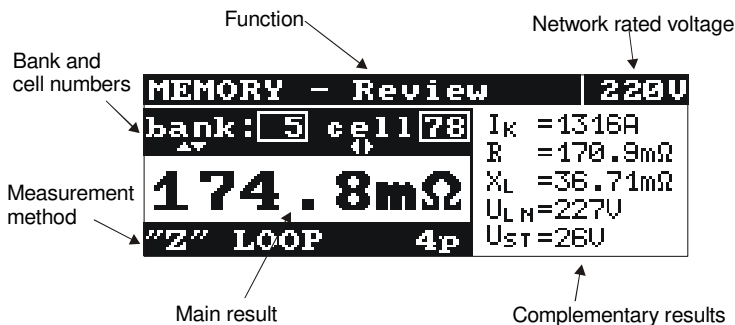 Function
Network rated voltage
Bank and
cell numbers
MEMORY - Review 220V
bank: 5 cell 78
174.8mΩ
"Z" LOOP 4p
IK =1316A
R =170.9mΩ
XL =36.71mΩ
ULN=227V
UST=26V
Measurement
method
Main result
Complementary results